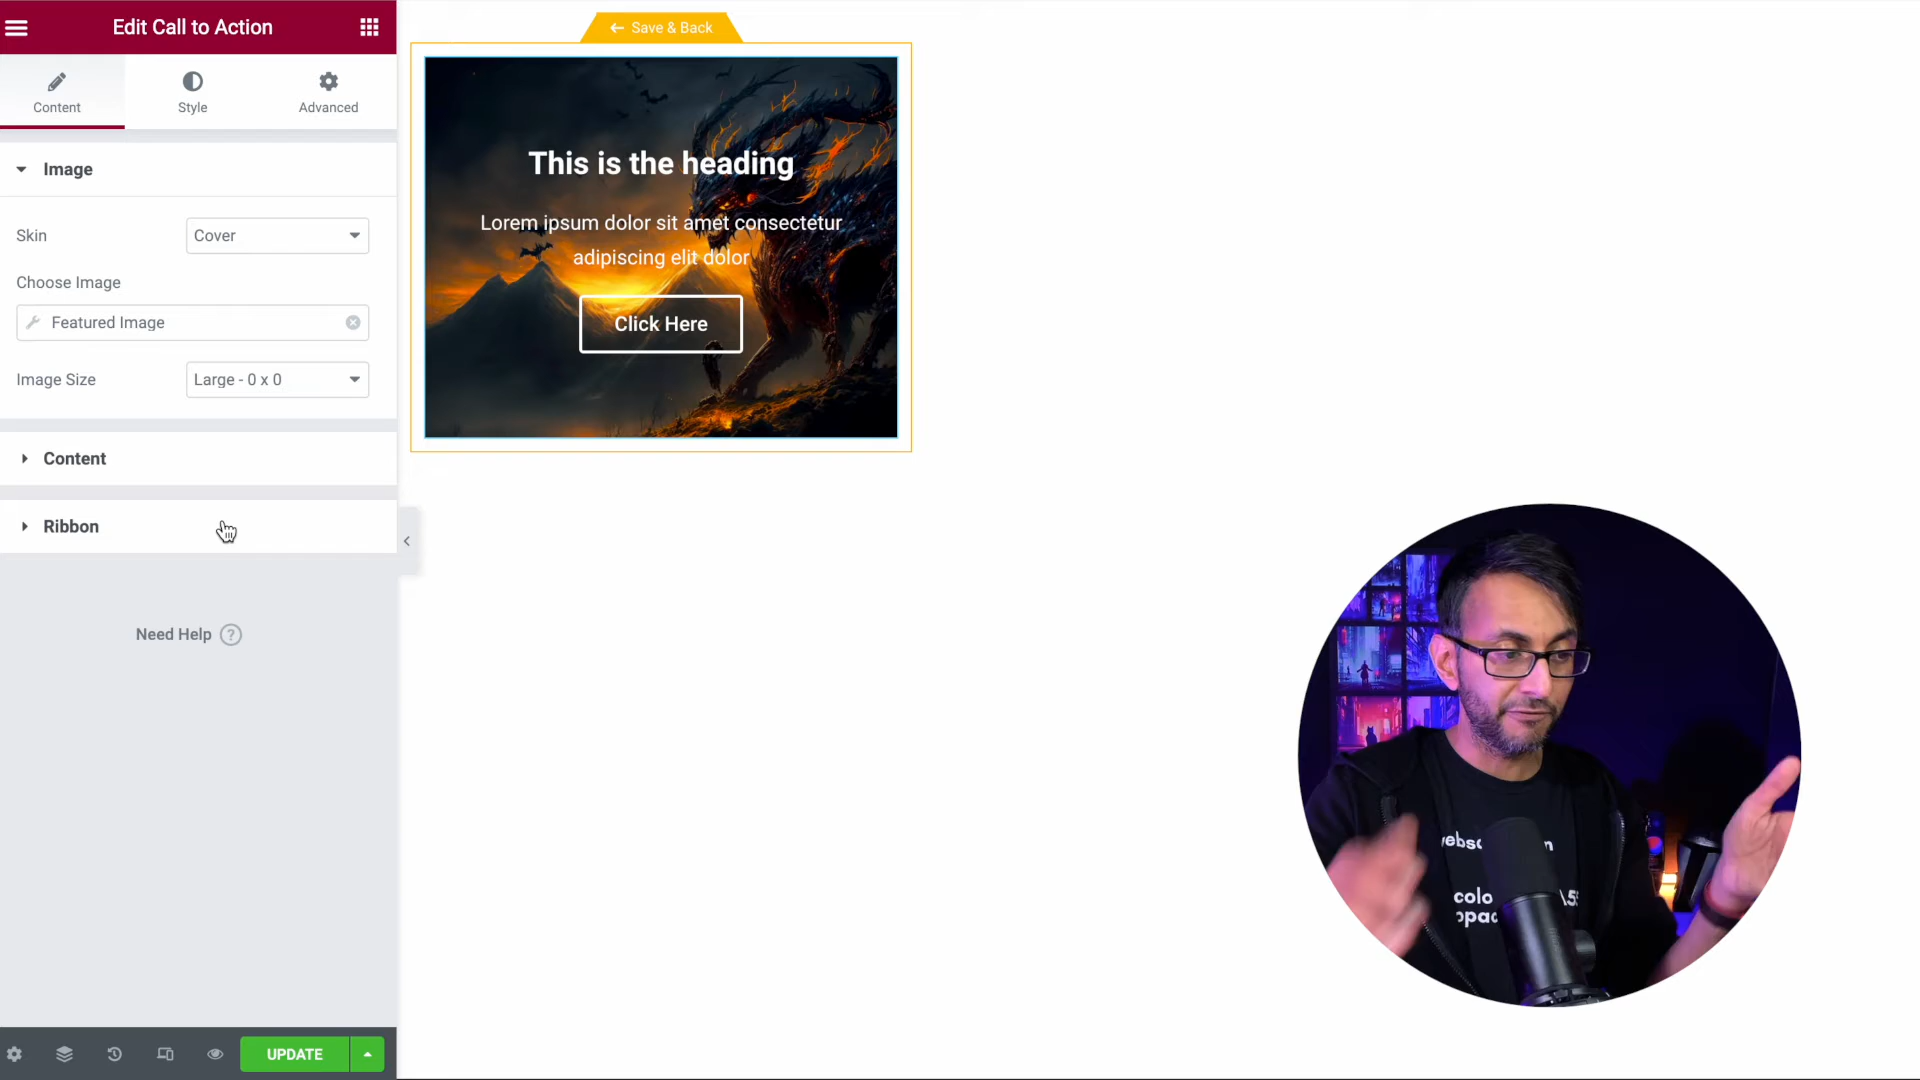 Edit Call to Action
Save & Back
Content
Style
Advanced
Image
Skin
Cover
Choose Image
Featured Image
Image Size
Large - 0 x 0
Content
Ribbon
Need Help ?
UPDATE
This is the heading
Lorem ipsum dolor sit amet consectetur
adipiscing elit dolor
Click Here